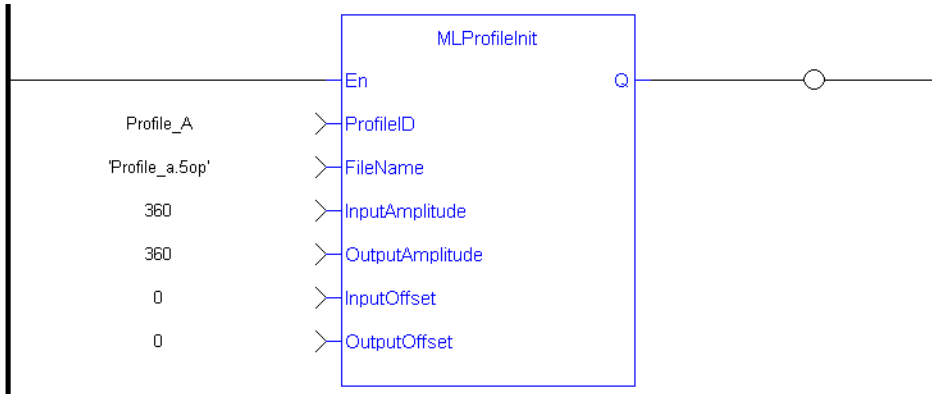 MLProfileInit
En Q
Profile_A ProfileID
'Profile_a.5op' FileName
360 InputAmplitude
360 OutputAmplitude
0 InputOffset
0 OutputOffset